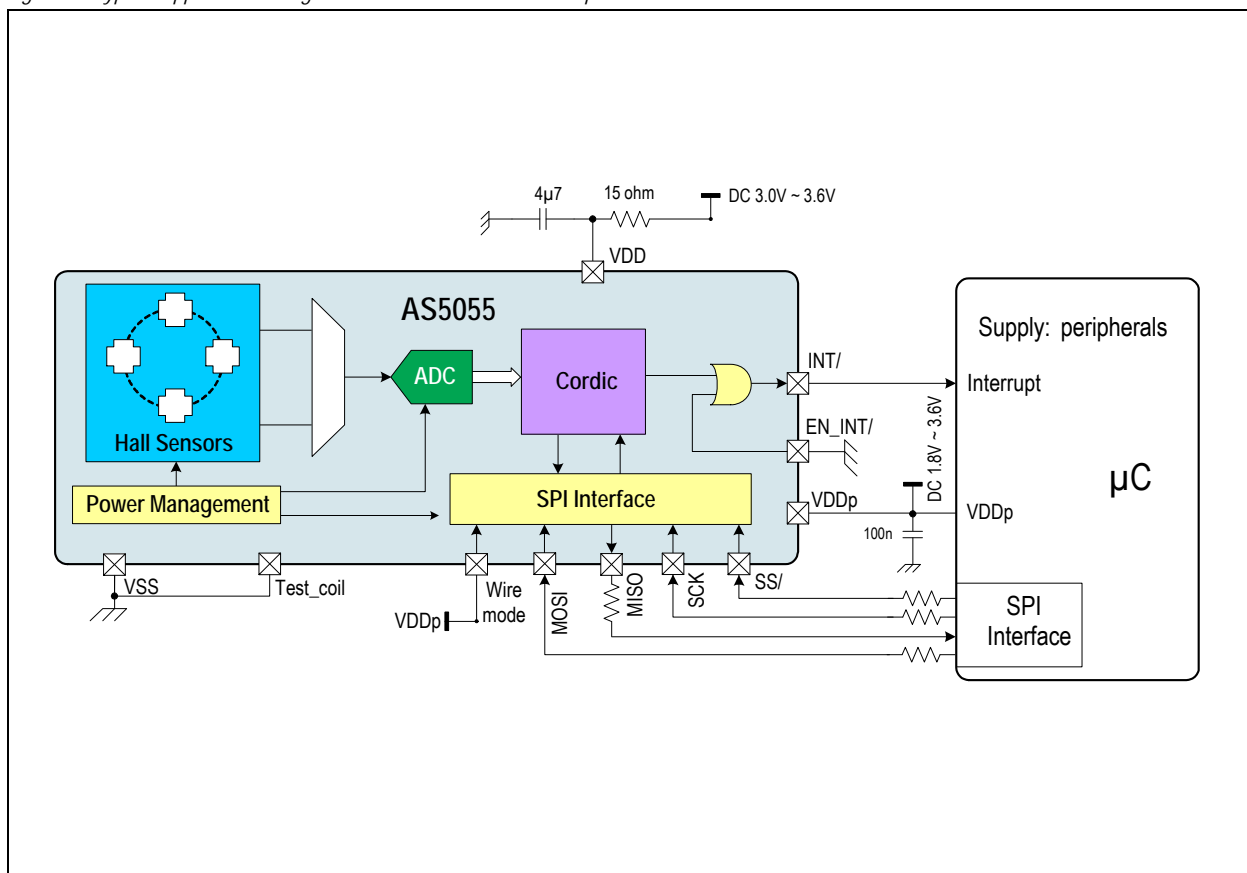 4µ7
15 ohm
DC 3.0V ~ 3.6V
VDD
AS5055
Supply: peripherals
INT/
Interrupt
ADC
Cordic
Hall Sensors
EN_INT/
DC 1.8V ~ 3.6V
µC
Power Management
SPI Interface
VDDp
VDDp
100n
VSS
Test_coil
Wire
mode
MOSI
MISO
SCK
SS/
VDDp
SPI
Interface